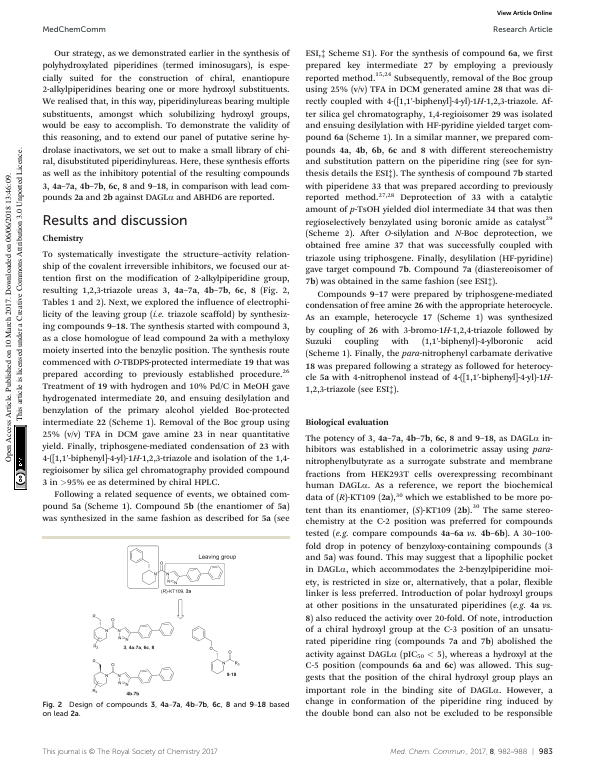 View Article Online
MedChemComm
Research Article
Open Access Article. Published on 10 March 2017. Downloaded on 06/06/2018 13:46:09.
This article is licensed under a Creative Commons Attribution 3.0 Unported Licence.
Our strategy, as we demonstrated earlier in the synthesis of
polyhydroxylated piperidines (termed iminosugars), is espe-
cially suited for the construction of chiral, enantiopure
2-alkylpiperidines bearing one or more hydroxyl substituents.
We realised that, in this way, piperidinylureas bearing multiple
substituents, amongst which solubilizing hydroxyl groups,
would be easy to accomplish. To demonstrate the validity of
this reasoning, and to extend our panel of putative serine hy-
drolase inactivators, we set out to make a small library of chi-
ral, disubstituted piperidinylureas. Here, these synthesis efforts
as well as the inhibitory potential of the resulting compounds
3, 4a–7a, 4b–7b, 6c, 8 and 9–18, in comparison with lead com-
pounds 2a and 2b against DAGLα and ABHD6 are reported.
Results and discussion
Chemistry
To systematically investigate the structure–activity relation-
ship of the covalent irreversible inhibitors, we focused our at-
tention first on the modification of 2-alkylpiperidine group,
resulting 1,2,3-triazole ureas 3, 4a–7a, 4b–7b, 6c, 8 (Fig. 2,
Tables 1 and 2). Next, we explored the influence of electrophi-
licity of the leaving group (i.e. triazole scaffold) by synthesiz-
ing compounds 9–18. The synthesis started with compound 3,
as a close homologue of lead compound 2a with a methyloxy
moiety inserted into the benzylic position. The synthesis route
commenced with O-TBDPS-protected intermediate 19 that was
prepared according to previously established procedure.26
Treatment of 19 with hydrogen and 10% Pd/C in MeOH gave
hydrogenated intermediate 20, and ensuing desilylation and
benzylation of the primary alcohol yielded Boc-protected
intermediate 22 (Scheme 1). Removal of the Boc group using
25% (v/v) TFA in DCM gave amine 23 in near quantitative
yield. Finally, triphosgene-mediated condensation of 23 with
4-([1,1′-biphenyl]-4-yl)-1H-1,2,3-triazole and isolation of the 1,4-
regioisomer by silica gel chromatography provided compound
3 in >95% ee as determined by chiral HPLC.
Following a related sequence of events, we obtained com-
pound 5a (Scheme 1). Compound 5b (the enantiomer of 5a)
was synthesized in the same fashion as described for 5a (see
Leaving group
(R)-KT109, 2a
3, 4a-7a, 6c, 8
4b-7b
9-18
Fig. 2 Design of compounds 3, 4a–7a, 4b–7b, 6c, 8 and 9–18 based
on lead 2a.
ESI,‡ Scheme S1). For the synthesis of compound 6a, we first
prepared key intermediate 27 by employing a previously
reported method.15,24 Subsequently, removal of the Boc group
using 25% (v/v) TFA in DCM generated amine 28 that was di-
rectly coupled with 4-([1,1′-biphenyl]-4-yl)-1H-1,2,3-triazole. Af-
ter silica gel chromatography, 1,4-regioisomer 29 was isolated
and ensuing desilylation with HF-pyridine yielded target com-
pound 6a (Scheme 1). In a similar manner, we prepared com-
pounds 4a, 4b, 6b, 6c and 8 with different stereochemistry
and substitution pattern on the piperidine ring (see for syn-
thesis details the ESI‡). The synthesis of compound 7b started
with piperidene 33 that was prepared according to previously
reported method.27,28 Deprotection of 33 with a catalytic
amount of p-TsOH yielded diol intermediate 34 that was then
regioselectively benzylated using boronic amide as catalyst29
(Scheme 2). After O-silylation and N-Boc deprotection, we
obtained free amine 37 that was successfully coupled with
triazole using triphosgene. Finally, desylilation (HF-pyridine)
gave target compound 7b. Compound 7a (diastereoisomer of
7b) was obtained in the same fashion (see ESI‡).
Compounds 9–17 were prepared by triphosgene-mediated
condensation of free amine 26 with the appropriate heterocycle.
As an example, heterocycle 17 (Scheme 1) was synthesized
by coupling of 26 with 3-bromo-1H-1,2,4-triazole followed by
Suzuki coupling with (1,1′-biphenyl)-4-ylboronic acid
(Scheme 1). Finally, the para-nitrophenyl carbamate derivative
18 was prepared following a strategy as followed for heterocy-
cle 5a with 4-nitrophenol instead of 4-([1,1′-biphenyl]-4-yl)-1H-
1,2,3-triazole (see ESI‡).
Biological evaluation
The potency of 3, 4a–7a, 4b–7b, 6c, 8 and 9–18, as DAGLα in-
hibitors was established in a colorimetric assay using para-
nitrophenylbutyrate as a surrogate substrate and membrane
fractions from HEK293T cells overexpressing recombinant
human DAGLα. As a reference, we report the biochemical
data of (R)-KT109 (2a),30 which we established to be more po-
tent than its enantiomer, (S)-KT109 (2b).30 The same stereo-
chemistry at the C-2 position was preferred for compounds
tested (e.g. compare compounds 4a–6a vs. 4b–6b). A 30–100-
fold drop in potency of benzyloxy-containing compounds (3
and 5a) was found. This may suggest that a lipophilic pocket
in DAGLα, which accommodates the 2-benzylpiperidine moi-
ety, is restricted in size or, alternatively, that a polar, flexible
linker is less preferred. Introduction of polar hydroxyl groups
at other positions in the unsaturated piperidines (e.g. 4a vs.
8) also reduced the activity over 20-fold. Of note, introduction
of a chiral hydroxyl group at the C-3 position of an unsatu-
rated piperidine ring (compounds 7a and 7b) abolished the
activity against DAGLα (pIC50 < 5), whereas a hydroxyl at the
C-5 position (compounds 6a and 6c) was allowed. This sug-
gests that the position of the chiral hydroxyl group plays an
important role in the binding site of DAGLα. However, a
change in conformation of the piperidine ring induced by
the double bond can also not be excluded to be responsible
This journal is © The Royal Society of Chemistry 2017
Med. Chem. Commun., 2017, 8, 982–988 | 983